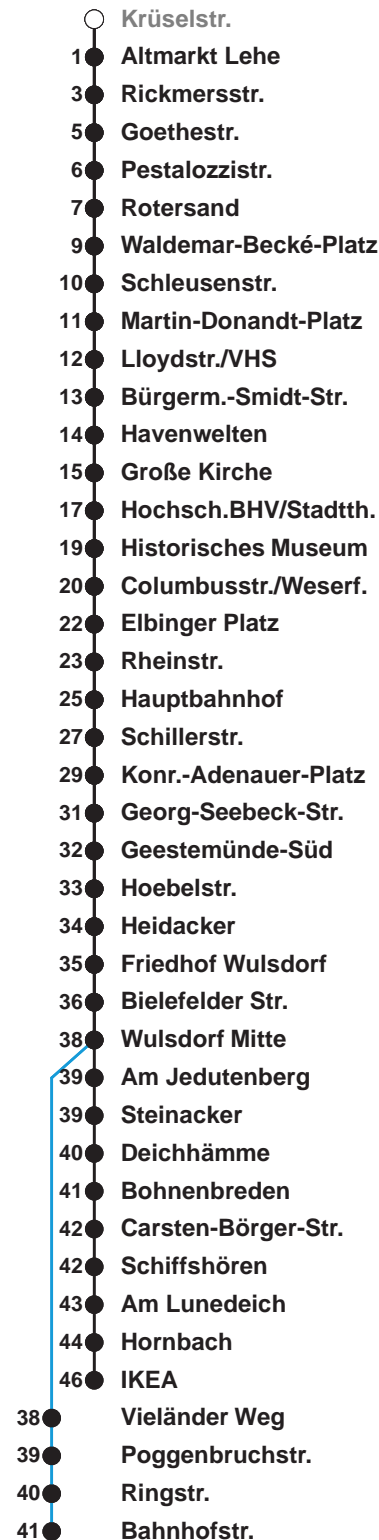 Krüselstr.
1 Altmarkt Lehe
3 Rickmersstr.
5 Goethestr.
6 Pestalozzistr.
7 Rotersand
9 Waldemar-Becké-Platz
10 Schleusenstr.
11 Martin-Donandt-Platz
12 Lloydstr./VHS
13 Bürgerm.-Smidt-Str.
14 Havenwelten
15 Große Kirche
17 Hochsch.BHV/Stadtth.
19 Historisches Museum
20 Columbusstr./Weserf.
22 Elbinger Platz
23 Rheinstr.
25 Hauptbahnhof
27 Schillerstr.
29 Konr.-Adenauer-Platz
31 Georg-Seebeck-Str.
32 Geestemünde-Süd
33 Hoebelstr.
34 Heidacker
35 Friedhof Wulsdorf
36 Bielefelder Str.
38 Wulsdorf Mitte
39 Am Jedutenberg
39 Steinacker
40 Deichhämme
41 Bohnenbreden
42 Carsten-Börger-Str.
42 Schiffshören
43 Am Lunedeich
44 Hornbach
46 IKEA
38 Vieländer Weg
39 Poggenbruchstr.
40 Ringstr.
41 Bahnhofstr.